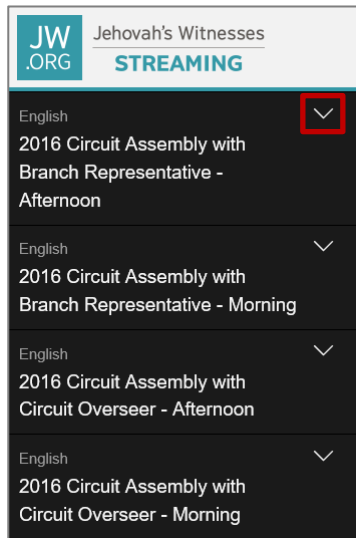 JW
.ORG
Jehovah's Witnesses
STREAMING
English
2016 Circuit Assembly with
Branch Representative -
Afternoon
English
2016 Circuit Assembly with
Branch Representative - Morning
English
2016 Circuit Assembly with
Circuit Overseer - Afternoon
English
2016 Circuit Assembly with
Circuit Overseer - Morning